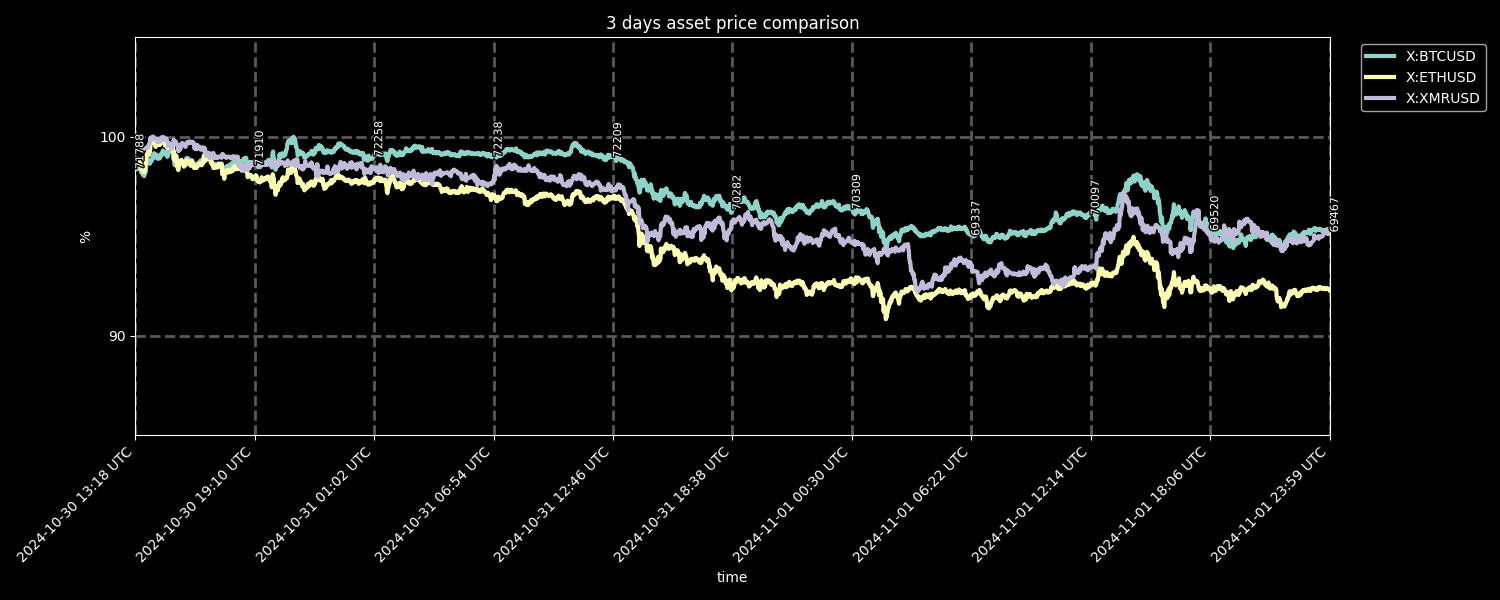 3 days asset price comparison
X:BTCUSD
X:ETHUSD
X:XMRUSD
%
100
90
71788
71910
72258
72238
72209
70282
70309
69337
70097
69520
69467
2024-10-30 13:18 UTC
2024-10-30 19:10 UTC
2024-10-31 01:02 UTC
2024-10-31 06:54 UTC
2024-10-31 12:46 UTC
2024-10-31 18:38 UTC
2024-11-01 00:30 UTC
2024-11-01 06:22 UTC
2024-11-01 12:14 UTC
2024-11-01 18:06 UTC
2024-11-01 23:59 UTC
time